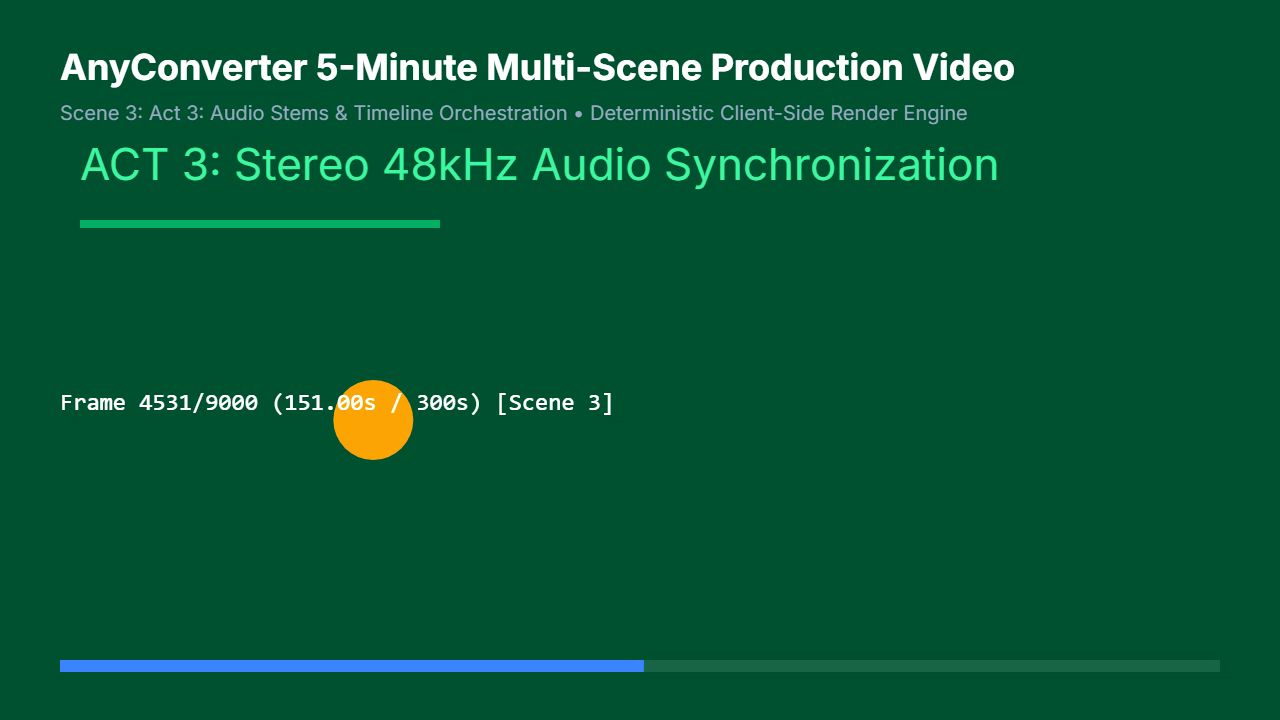 AnyConverter 5-Minute Multi-Scene Production Video
Scene 3: Act 3: Audio Stems & Timeline Orchestration • Deterministic Client-Side Render Engine
ACT 3: Stereo 48kHz Audio Synchronization
Frame 4531/9000 (151.00s / 300s) [Scene 3]